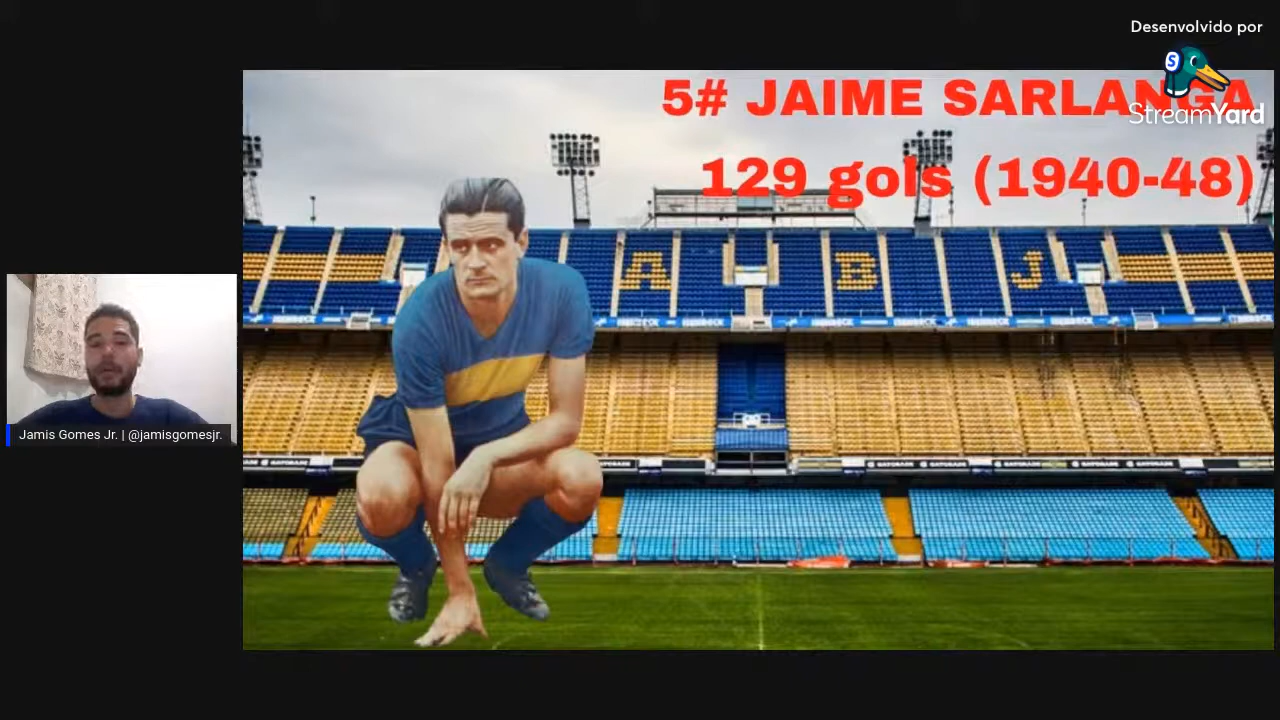 Desenvolvido por
StreamYard
5# JAIME SARLANGA
129 gols (1940-48)
A B J
Jamis Gomes Jr. | @jamisgomesjr.